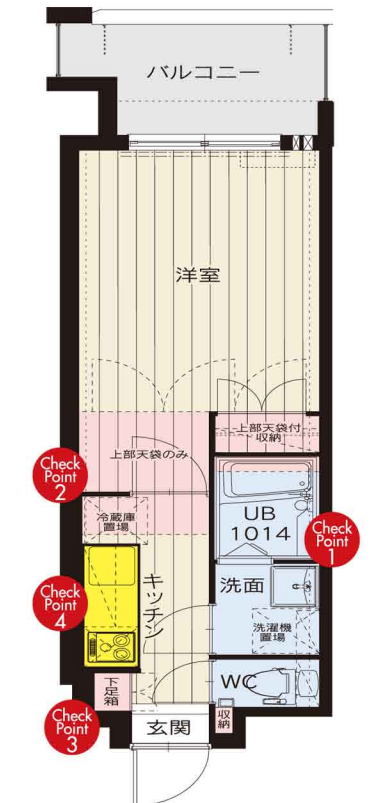 バルコニー
洋室
上部天袋付
収納
上部天袋のみ
Check
Point
2
冷蔵庫
置場
UB
1014
Check
Point
1
Check
Point
4
キッチン
洗面
洗濯機
置場
下足箱
WC
収納
Check
Point
3
玄関